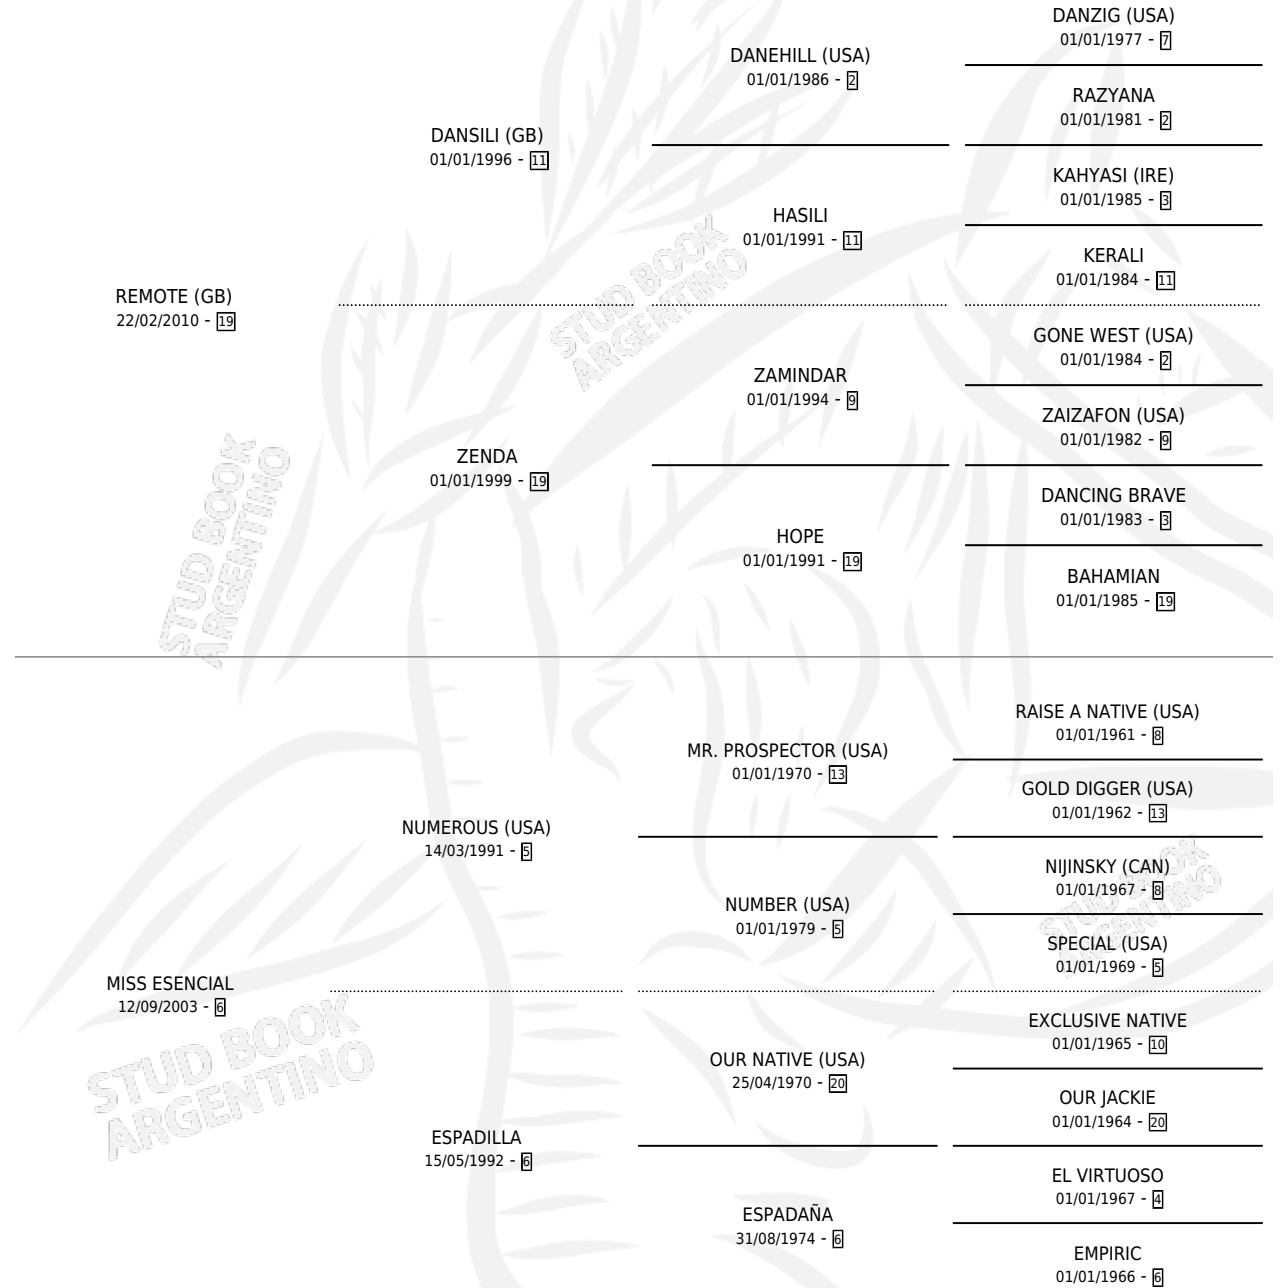 DANZIG (USA)
01/01/1977 - 7
DANEHILL (USA)
01/01/1986 - 2
RAZYANA
01/01/1981 - 2
DANSILI (GB)
01/01/1996 - 11
KAHYASI (IRE)
01/01/1985 - 3
HASILI
01/01/1991 - 11
KERALI
01/01/1984 - 11
REMOTE (GB)
22/02/2010 - 19
STUD BOOK
ARGENTINO
GONE WEST (USA)
01/01/1984 - 2
ZAMINDAR
01/01/1994 - 9
ZAIZAFON (USA)
01/01/1982 - 9
ZENDA
01/01/1999 - 19
DANCING BRAVE
01/01/1983 - 3
HOPE
01/01/1991 - 19
BAHAMIAN
01/01/1985 - 19
STUD BOOK
ARGENTINO
RAISE A NATIVE (USA)
01/01/1961 - 8
MR. PROSPECTOR (USA)
01/01/1970 - 13
GOLD DIGGER (USA)
01/01/1962 - 13
NUMEROUS (USA)
14/03/1991 - 5
NIJINSKY (CAN)
01/01/1967 - 8
NUMBER (USA)
01/01/1979 - 5
STUD BOOK
ARGENTINO
SPECIAL (USA)
01/01/1969 - 5
MISS ESENCIAL
12/09/2003 - 6
EXCLUSIVE NATIVE
01/01/1965 - 10
OUR NATIVE (USA)
25/04/1970 - 20
STUD BOOK
ARGENTINO
OUR JACKIE
01/01/1964 - 20
ESPADILLA
15/05/1992 - 6
EL VIRTUOSO
01/01/1967 - 4
ESPADAÑA
31/08/1974 - 6
EMPIRIC
01/01/1966 - 6